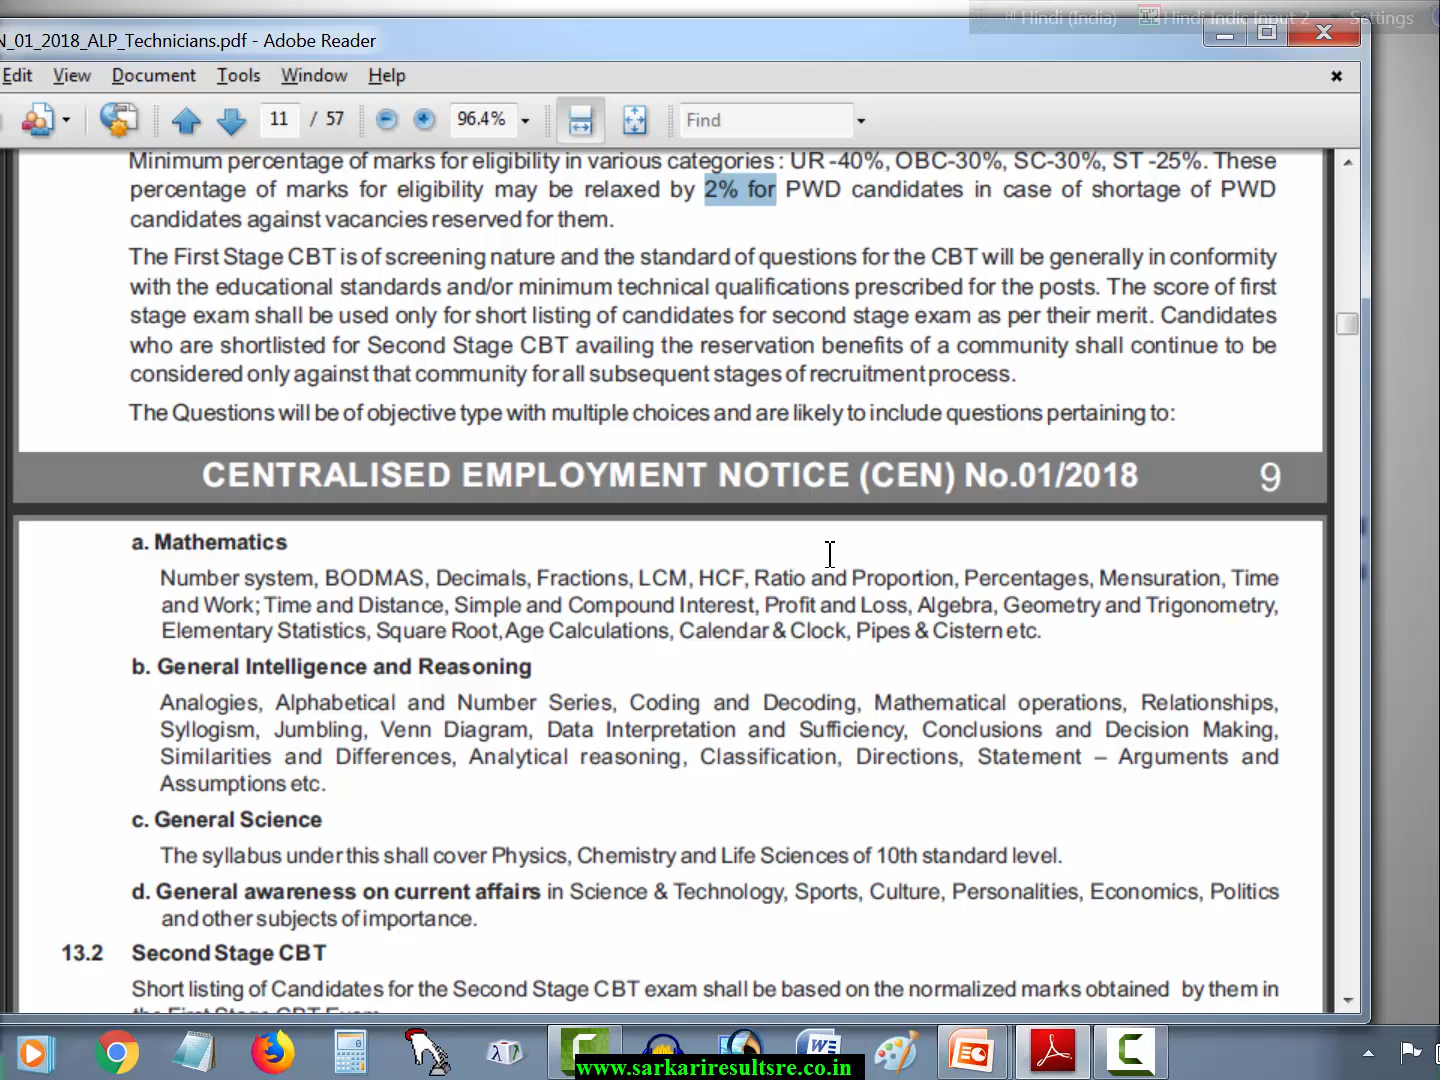 Hindi (India) Hindi Indic Input 2 Settings
N_01_2018_ALP_Technicians.pdf - Adobe Reader
Edit View Document Tools Window Help
11 / 57 96.4% Find
Minimum percentage of marks for eligibility in various categories : UR -40%, OBC-30%, SC-30%, ST -25%. These
percentage of marks for eligibility may be relaxed by 2% for PWD candidates in case of shortage of PWD
candidates against vacancies reserved for them.
The First Stage CBT is of screening nature and the standard of questions for the CBT will be generally in conformity
with the educational standards and/or minimum technical qualifications prescribed for the posts. The score of first
stage exam shall be used only for short listing of candidates for second stage exam as per their merit. Candidates
who are shortlisted for Second Stage CBT availing the reservation benefits of a community shall continue to be
considered only against that community for all subsequent stages of recruitment process.
The Questions will be of objective type with multiple choices and are likely to include questions pertaining to:
CENTRALISED EMPLOYMENT NOTICE (CEN) No.01/2018 9
a. Mathematics
Number system, BODMAS, Decimals, Fractions, LCM, HCF, Ratio and Proportion, Percentages, Mensuration, Time
and Work; Time and Distance, Simple and Compound Interest, Profit and Loss, Algebra, Geometry and Trigonometry,
Elementary Statistics, Square Root, Age Calculations, Calendar & Clock, Pipes & Cistern etc.
b. General Intelligence and Reasoning
Analogies, Alphabetical and Number Series, Coding and Decoding, Mathematical operations, Relationships,
Syllogism, Jumbling, Venn Diagram, Data Interpretation and Sufficiency, Conclusions and Decision Making,
Similarities and Differences, Analytical reasoning, Classification, Directions, Statement – Arguments and
Assumptions etc.
c. General Science
The syllabus under this shall cover Physics, Chemistry and Life Sciences of 10th standard level.
d. General awareness on current affairs in Science & Technology, Sports, Culture, Personalities, Economics, Politics
and other subjects of importance.
13.2 Second Stage CBT
Short listing of Candidates for the Second Stage CBT exam shall be based on the normalized marks obtained by them in
the First Stage CBT Exam
www.sarkariresultsre.co.in